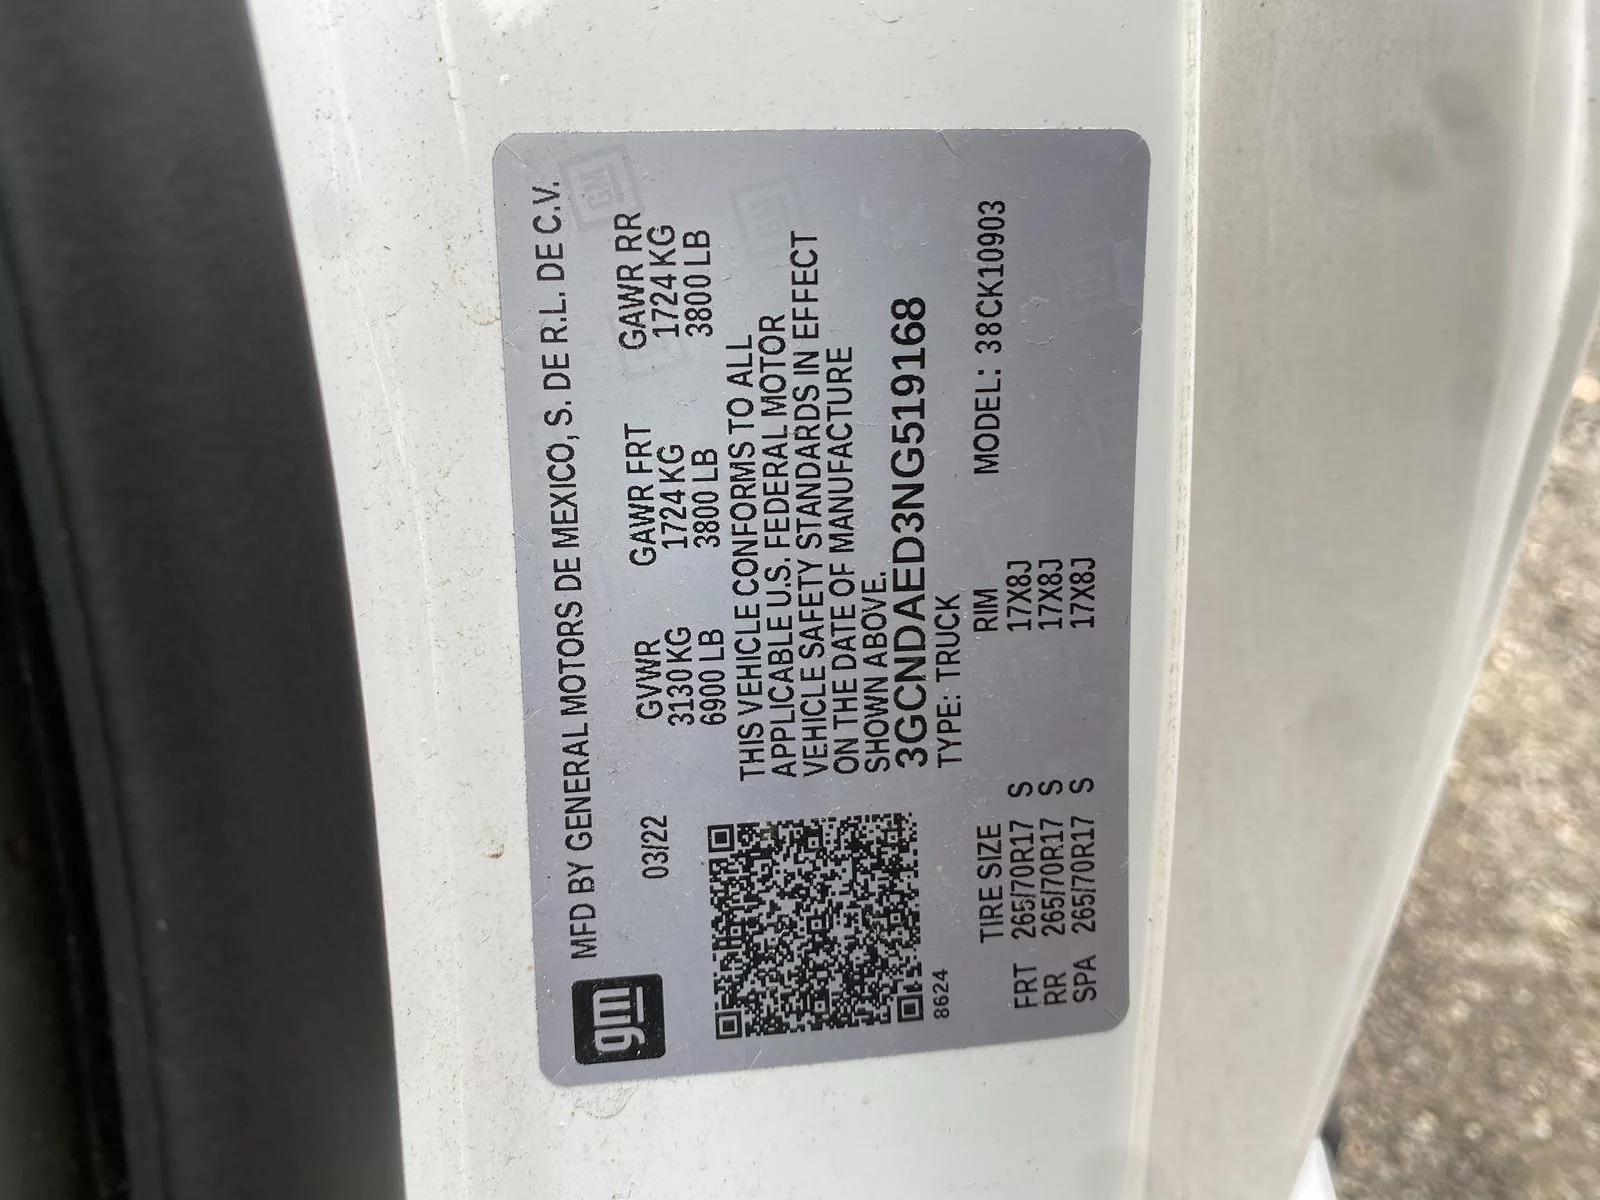 gm MFD BY GENERAL MOTORS DE MEXICO, S. DE R.L. DE C.V.
03/22 GVWR GAWR FRT GAWR RR
3130 KG 1724 KG 1724 KG
6900 LB 3800 LB 3800 LB
THIS VEHICLE CONFORMS TO ALL
APPLICABLE U.S. FEDERAL MOTOR
VEHICLE SAFETY STANDARDS IN EFFECT
ON THE DATE OF MANUFACTURE
SHOWN ABOVE.
3GCNDAED3NG519168
8624 TYPE: TRUCK
TIRE SIZE RIM MODEL: 38CK10903
FRT 265/70R17 S 17X8J
RR 265/70R17 S 17X8J
SPA 265/70R17 S 17X8J